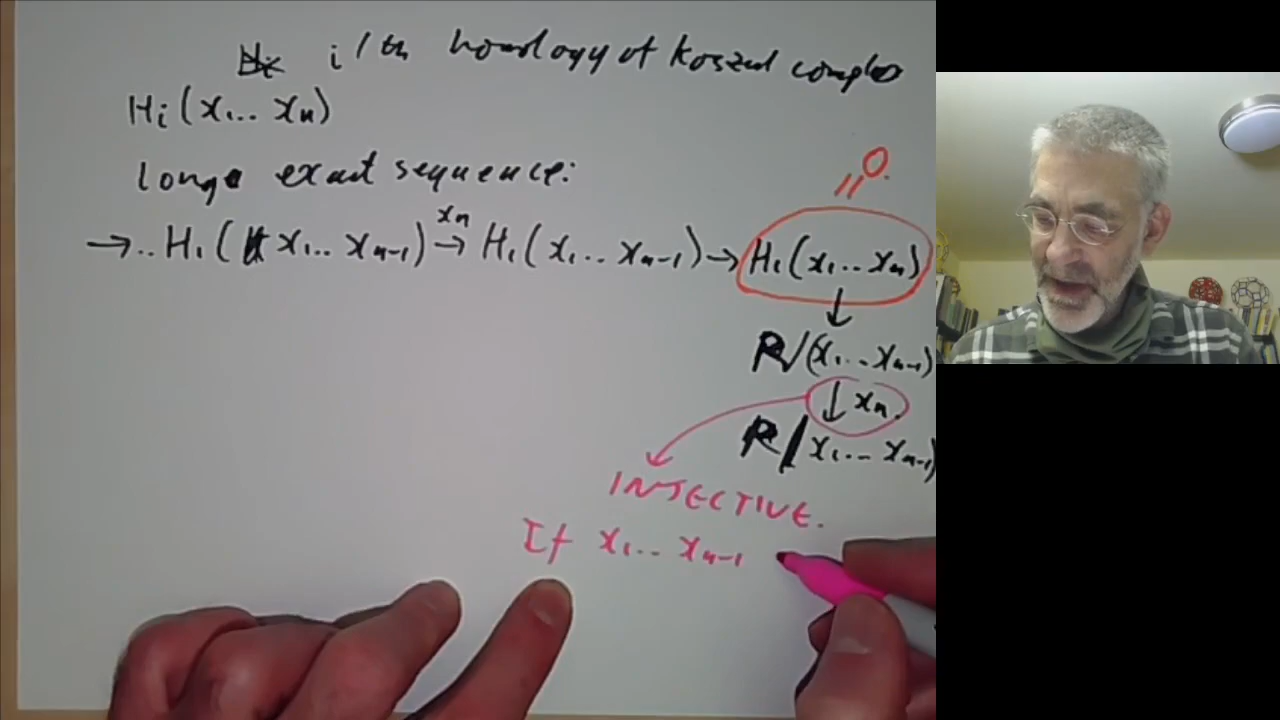 i'th homology of Koszul complex
Hi(x1... xn)
Long exact sequence:
xn
→.. H1( x1... xn-1) → H1(x1... xn-1) → H1(x1... xn)
// 0.
↓
R/(x1... xn-1)
↓ xn.
R/x1... xn-1)
INJECTIVE.
If x1... xn-1